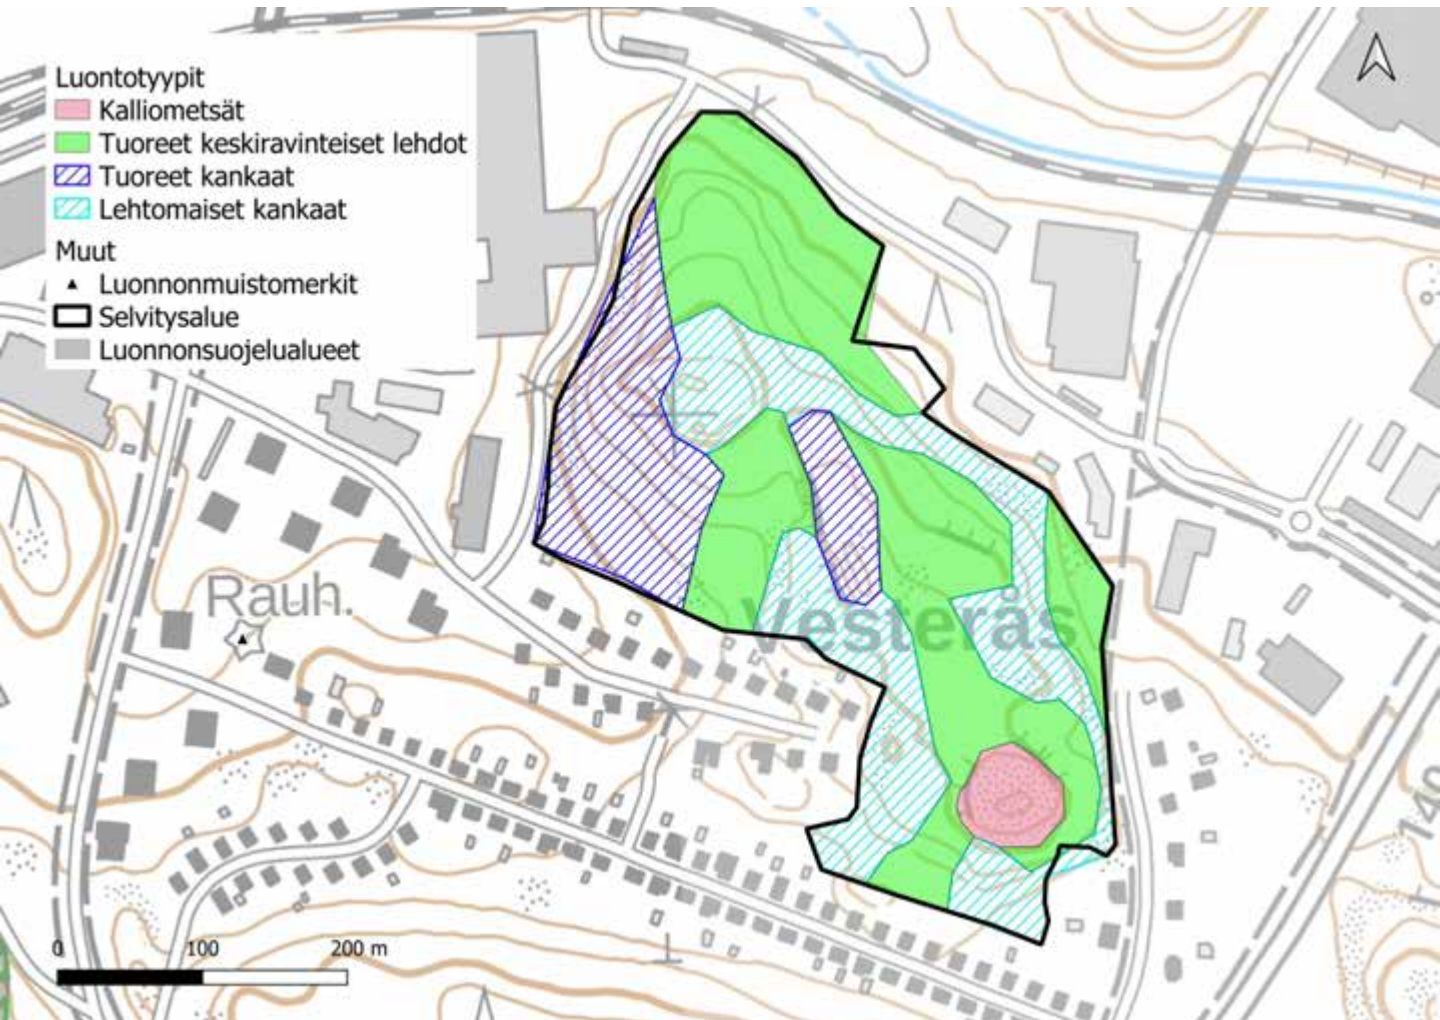 Luontotyypit
Kalliometsät
Tuoreet keskiravinteiset lehdot
Tuoreet kankaat
Lehtomaiset kankaat
Muut
Luonnonmuistomerkit
Selvitysalue
Luonnonsuojelualueet
Rauh.
Vesterås
0 100 200 m